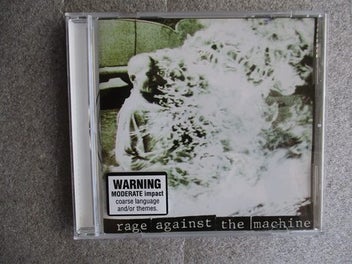 WARNING
MODERATE impact
coarse language
and/or themes.
rage against the machine